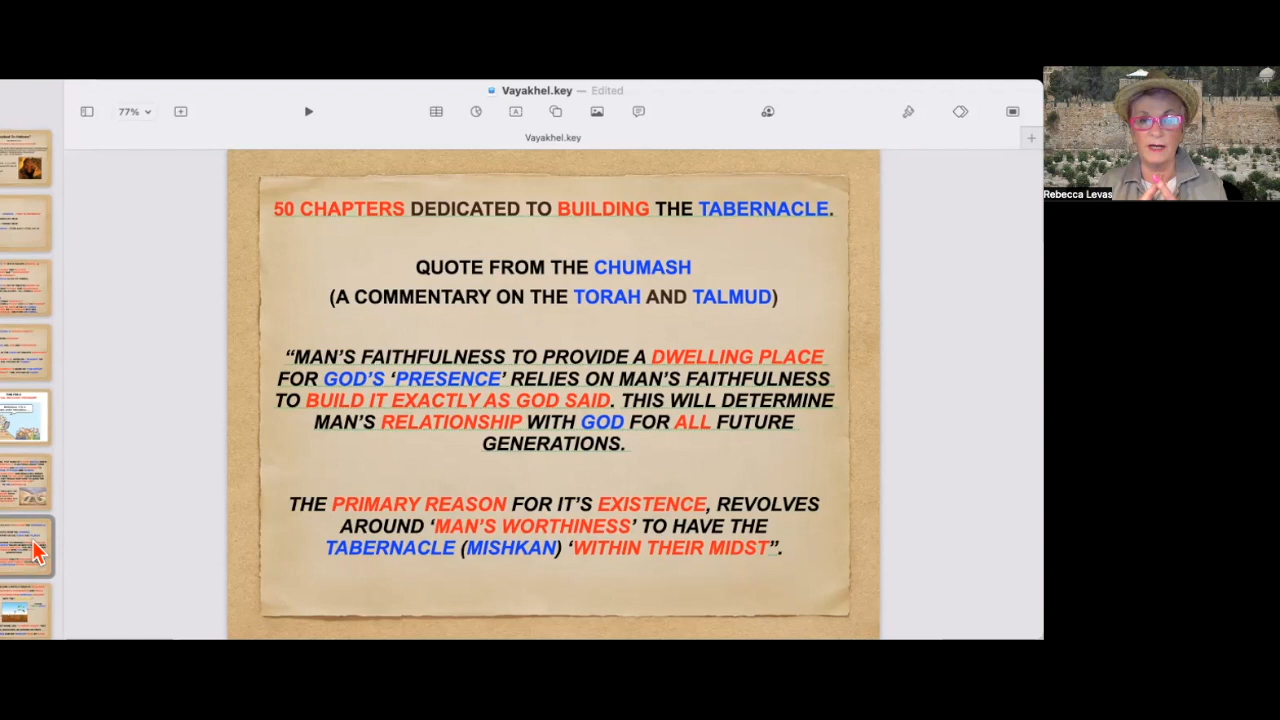 Vayakhel.key — Edited
77%
Vayakhel.key
50 CHAPTERS DEDICATED TO BUILDING THE TABERNACLE.
QUOTE FROM THE CHUMASH
(A COMMENTARY ON THE TORAH AND TALMUD)
“MAN’S FAITHFULNESS TO PROVIDE A DWELLING PLACE
FOR GOD’S ‘PRESENCE’ RELIES ON MAN’S FAITHFULNESS
TO BUILD IT EXACTLY AS GOD SAID. THIS WILL DETERMINE
MAN’S RELATIONSHIP WITH GOD FOR ALL FUTURE
GENERATIONS.
THE PRIMARY REASON FOR IT’S EXISTENCE, REVOLVES
AROUND ‘MAN’S WORTHINESS’ TO HAVE THE
TABERNACLE (MISHKAN) ‘WITHIN THEIR MIDST”.
Rebecca Levas